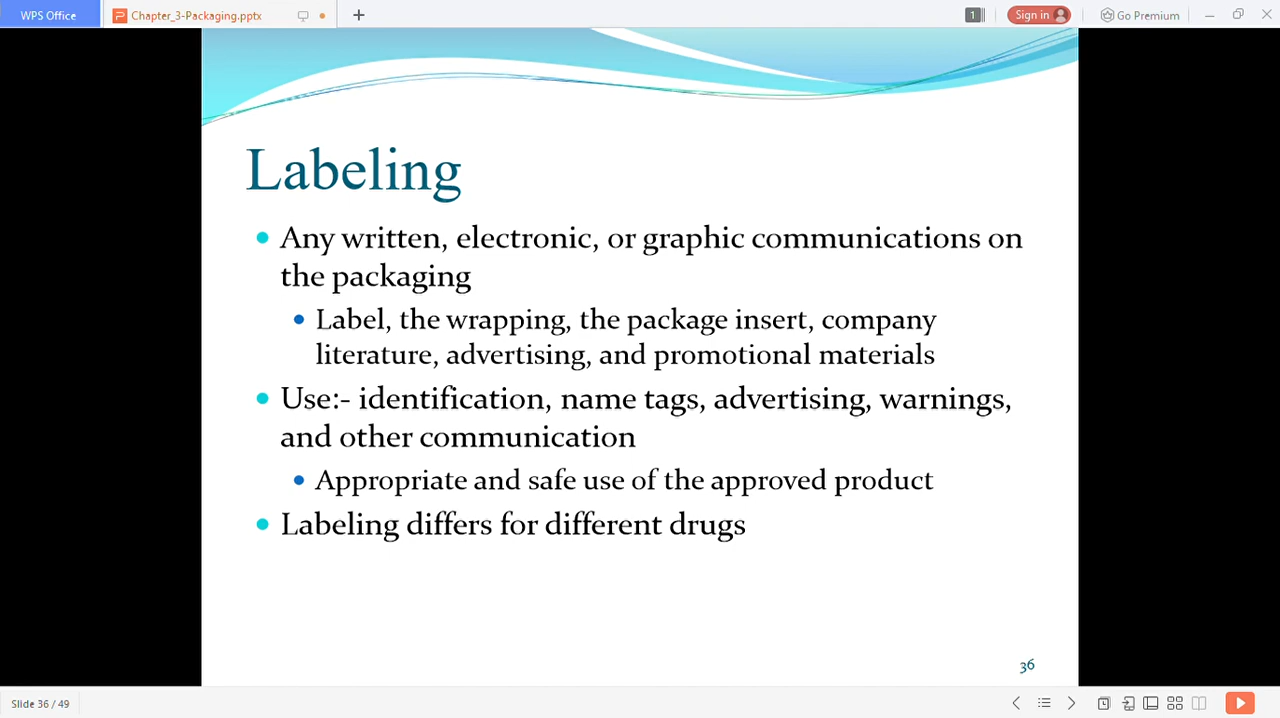 WPS Office
Chapter_3-Packaging.pptx
1
Sign in
Go Premium
Labeling
Any written, electronic, or graphic communications on
the packaging
Label, the wrapping, the package insert, company
literature, advertising, and promotional materials
Use:- identification, name tags, advertising, warnings,
and other communication
Appropriate and safe use of the approved product
Labeling differs for different drugs
36
Slide 36 / 49